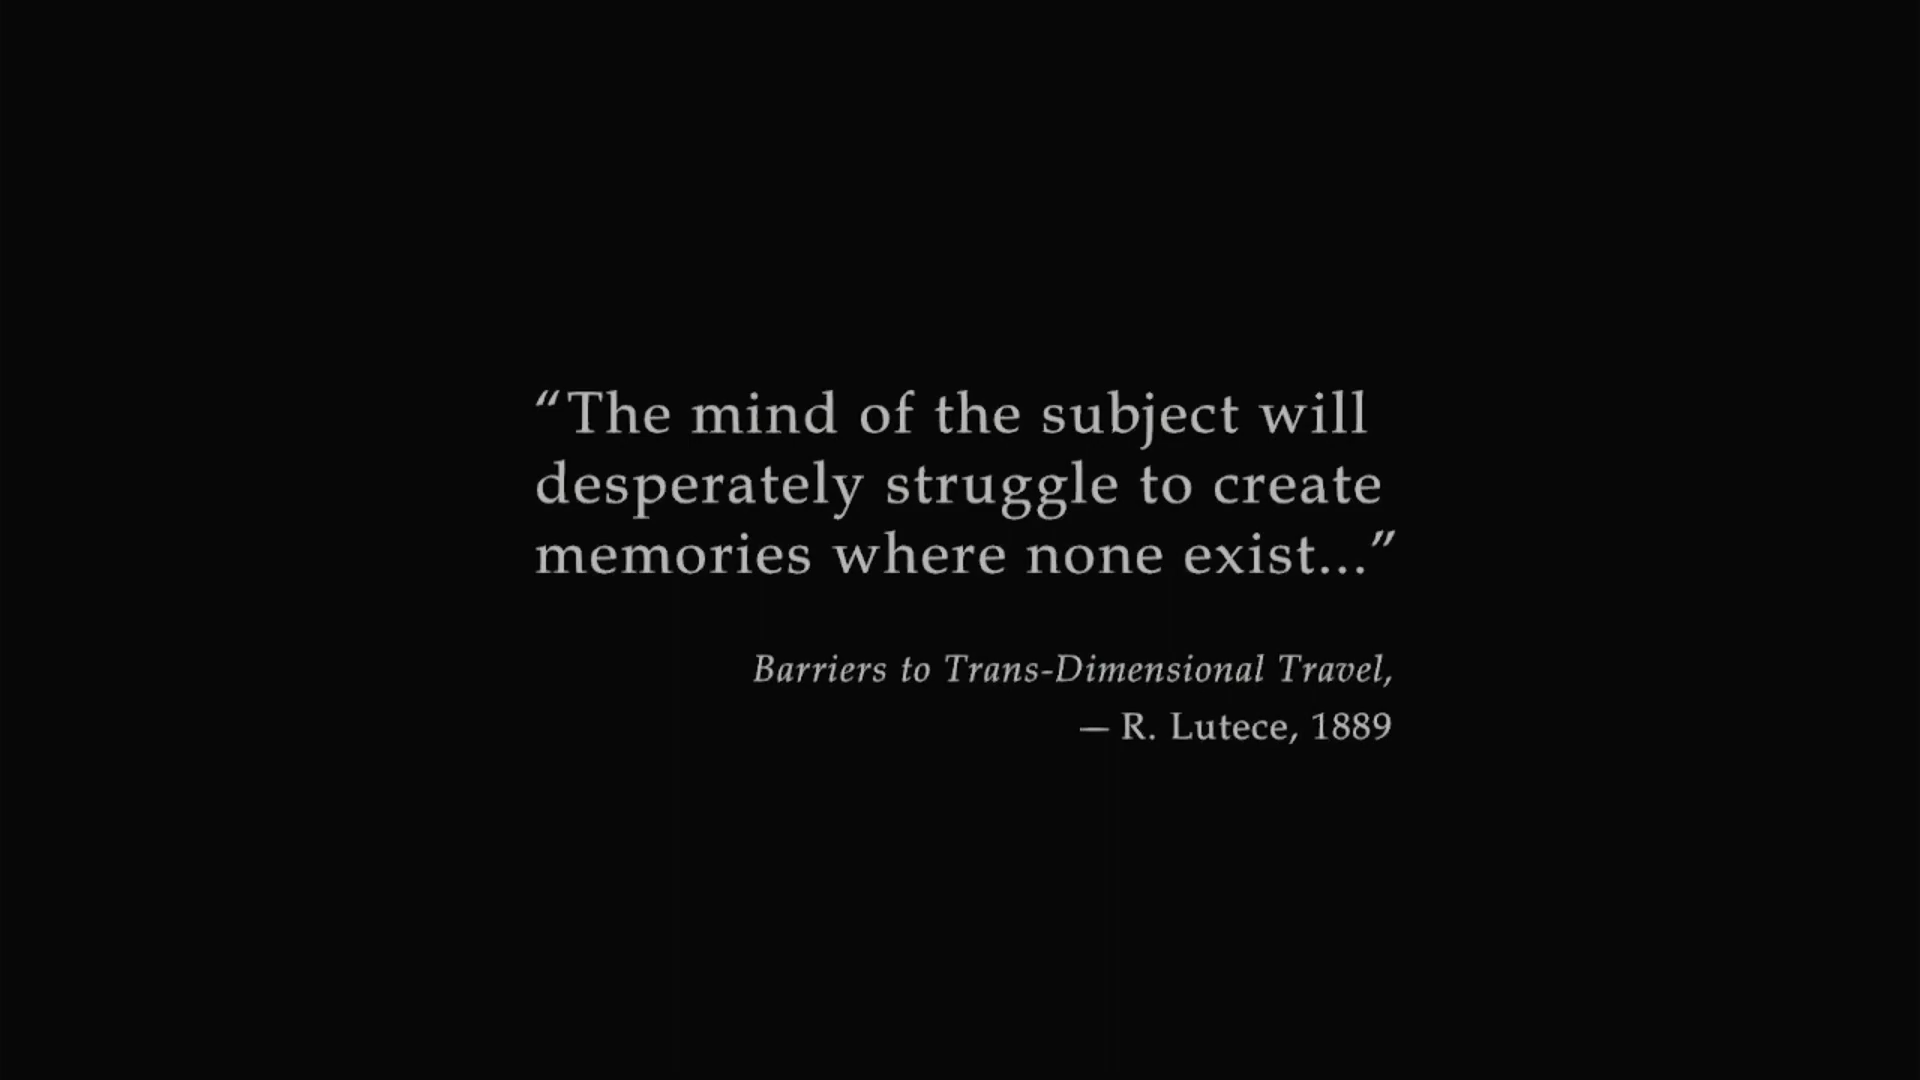 “The mind of the subject will
desperately struggle to create
memories where none exist...”
Barriers to Trans-Dimensional Travel,
— R. Lutece, 1889